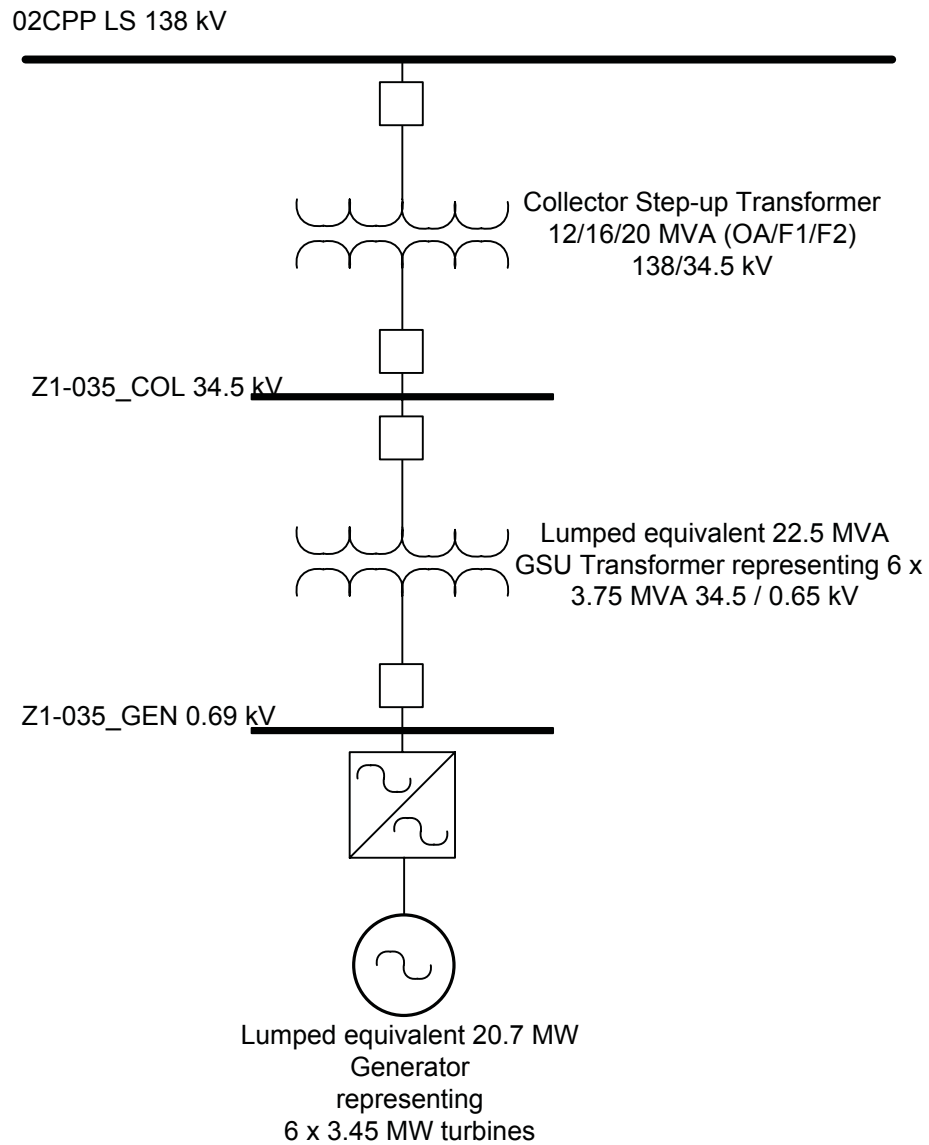 02CPP LS 138 kV
Collector Step-up Transformer
12/16/20 MVA (OA/F1/F2)
138/34.5 kV
Z1-035_COL 34.5 kV
Lumped equivalent 22.5 MVA
GSU Transformer representing 6 x
3.75 MVA 34.5 / 0.65 kV
Z1-035_GEN 0.69 kV
Lumped equivalent 20.7 MW
Generator
representing
6 x 3.45 MW turbines